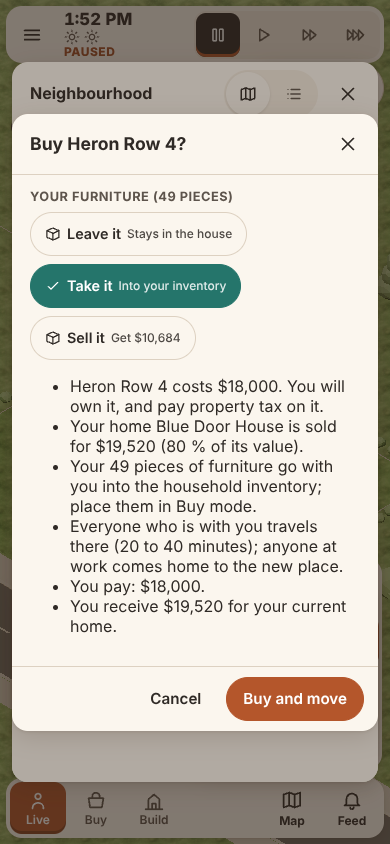 1:52 PM
PAUSED
Neighbourhood
Buy Heron Row 4?
YOUR FURNITURE (49 PIECES)
Leave it Stays in the house
Take it Into your inventory
Sell it Get $10,684
• Heron Row 4 costs $18,000. You will
own it, and pay property tax on it.
• Your home Blue Door House is sold
for $19,520 (80 % of its value).
• Your 49 pieces of furniture go with
you into the household inventory;
place them in Buy mode.
• Everyone who is with you travels
there (20 to 40 minutes); anyone at
work comes home to the new place.
• You pay: $18,000.
• You receive $19,520 for your current
home.
Cancel Buy and move
Live Buy Build Map Feed